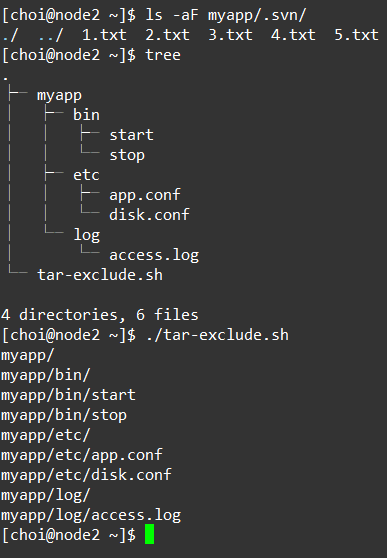 [choi@node2 ~]$ ls -aF myapp/.svn/
./  ../  1.txt  2.txt  3.txt  4.txt  5.txt
[choi@node2 ~]$ tree
.
├── myapp
│   ├── bin
│   │   ├── start
│   │   └── stop
│   ├── etc
│   │   ├── app.conf
│   │   └── disk.conf
│   └── log
│       └── access.log
└── tar-exclude.sh

4 directories, 6 files
[choi@node2 ~]$ ./tar-exclude.sh
myapp/
myapp/bin/
myapp/bin/start
myapp/bin/stop
myapp/etc/
myapp/etc/app.conf
myapp/etc/disk.conf
myapp/log/
myapp/log/access.log
[choi@node2 ~]$